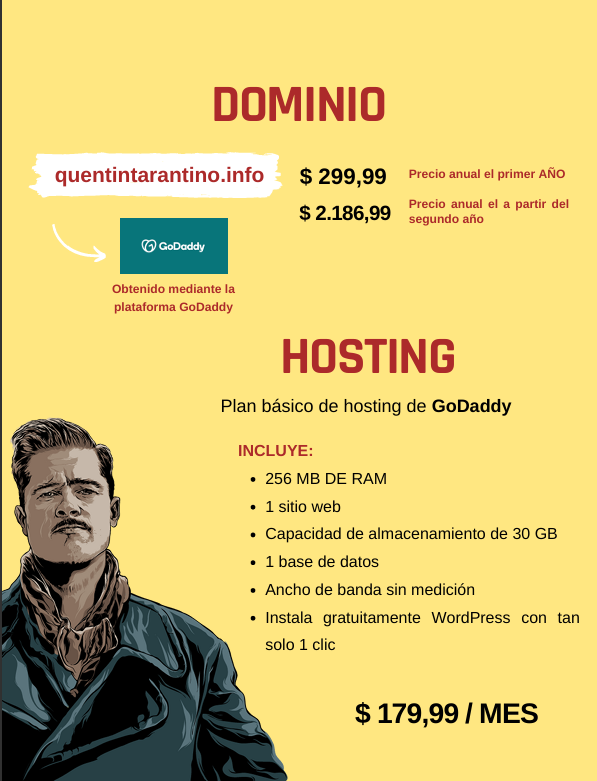 DOMINIO
quentintarantino.info
$ 299,99
Precio anual el primer AÑO
$ 2.186,99
Precio anual el a partir del
segundo año
GoDaddy
Obtenido mediante la
plataforma GoDaddy
HOSTING
Plan básico de hosting de GoDaddy
INCLUYE:
• 256 MB DE RAM
• 1 sitio web
• Capacidad de almacenamiento de 30 GB
• 1 base de datos
• Ancho de banda sin medición
• Instala gratuitamente WordPress con tan
solo 1 clic
$ 179,99 / MES